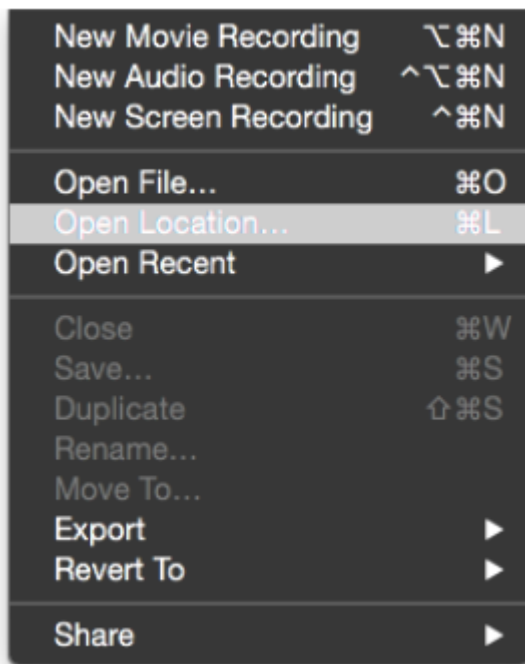 New Movie Recording ⌥⌘N
New Audio Recording ^⌥⌘N
New Screen Recording ^⌘N
Open File... ⌘O
Open Location... ⌘L
Open Recent ▶
Close ⌘W
Save... ⌘S
Duplicate ⇧⌘S
Rename...
Move To...
Export ▶
Revert To ▶
Share ▶